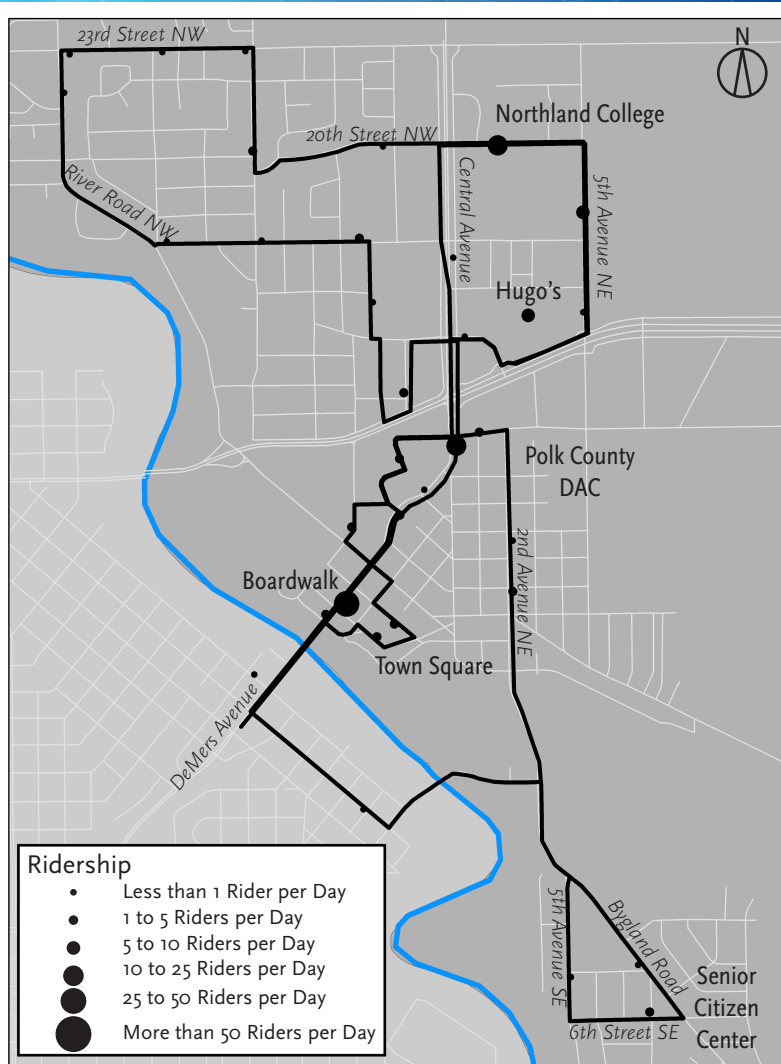 23rd Street NW
N
Northland College
20th Street NW
Central Avenue
5th Avenue NE
River Road NW
Hugo's
Polk County
DAC
2nd Avenue NE
Boardwalk
Town Square
DeMers Avenue
Ridership
Less than 1 Rider per Day
1 to 5 Riders per Day
5 to 10 Riders per Day
10 to 25 Riders per Day
25 to 50 Riders per Day
More than 50 Riders per Day
5th Avenue SE
Bygland Road
Senior
Citizen
Center
6th Street SE